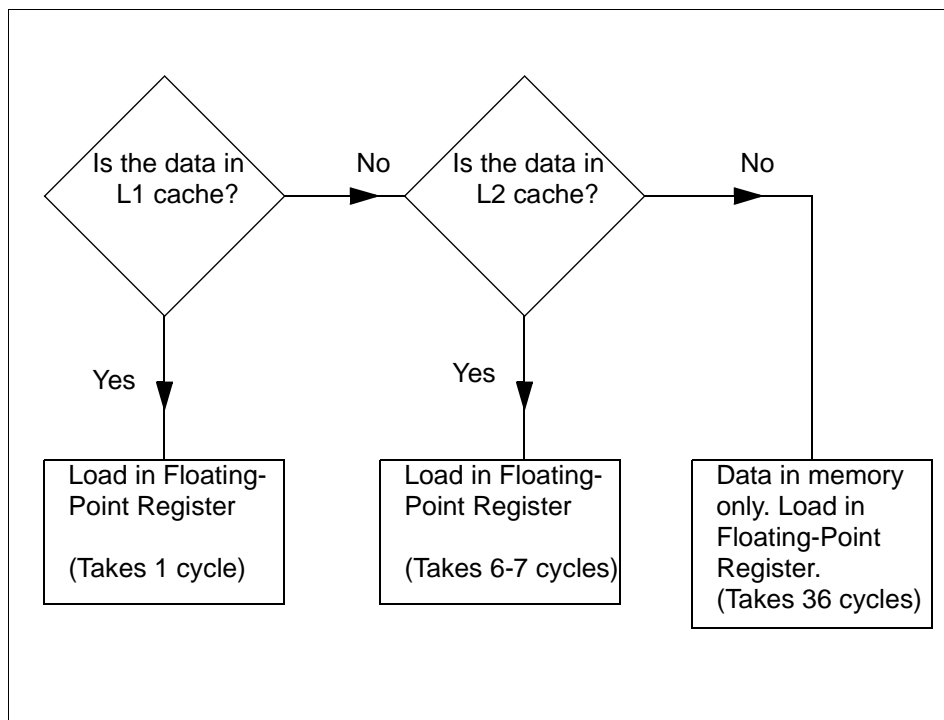 Is the data in
L1 cache?
No
Is the data in
L2 cache?
No
Yes
Yes
Load in Floating-
Point Register
(Takes 1 cycle)
Load in Floating-
Point Register
(Takes 6-7 cycles)
Data in memory
only. Load in
Floating-Point
Register.
(Takes 36 cycles)